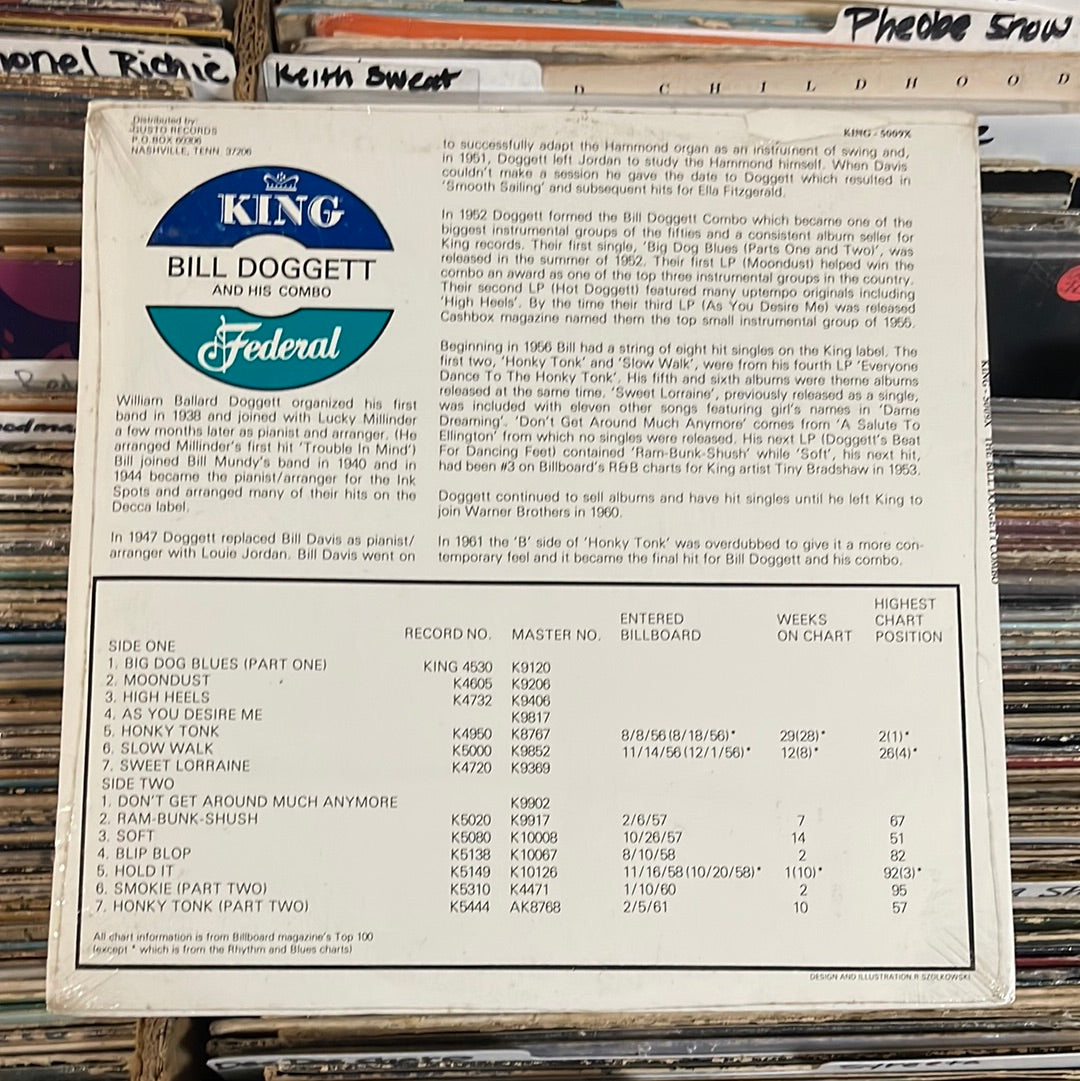 Pheobe Snow
onel Richie
Keith Sweat
D C H I L D H O O D
Distributed by:
GUSTO RECORDS
P.O.BOX 60306
NASHVILLE, TENN. 37206
KING - 5009X
KING
BILL DOGGETT
AND HIS COMBO
Federal
William Ballard Doggett organized his first
band in 1938 and joined with Lucky Millinder
a few months later as pianist and arranger. (He
arranged Millinder's first hit 'Trouble In Mind')
Bill joined Bill Mundy's band in 1940 and in
1944 became the pianist/arranger for the Ink
Spots and arranged many of their hits on the
Decca label.
In 1947 Doggett replaced Bill Davis as pianist/
arranger with Louie Jordan. Bill Davis went on
to successfully adapt the Hammond organ as an instrument of swing and,
in 1951, Doggett left Jordan to study the Hammond himself. When Davis
couldn't make a session he gave the date to Doggett which resulted in
'Smooth Sailing' and subsequent hits for Ella Fitzgerald.
In 1952 Doggett formed the Bill Doggett Combo which became one of the
biggest instrumental groups of the fifties and a consistent album seller for
King records. Their first single, 'Big Dog Blues (Parts One and Two)', was
released in the summer of 1952. Their first LP (Moondust) helped win the
combo an award as one of the top three instrumental groups in the country.
Their second LP (Hot Doggett) featured many uptempo originals including
'High Heels'. By the time their third LP (As You Desire Me) was released
Cashbox magazine named them the top small instrumental group of 1955.
Beginning in 1956 Bill had a string of eight hit singles on the King label. The
first two, 'Honky Tonk' and 'Slow Walk', were from his fourth LP 'Everyone
Dance To The Honky Tonk'. His fifth and sixth albums were theme albums
released at the same time. 'Sweet Lorraine', previously released as a single,
was included with eleven other songs featuring girl's names in 'Dame
Dreaming'. 'Don't Get Around Much Anymore' comes from 'A Salute To
Ellington' from which no singles were released. His next LP (Doggett's Beat
For Dancing Feet) contained 'Ram-Bunk-Shush' while 'Soft', his next hit,
had been #3 on Billboard's R&B charts for King artist Tiny Bradshaw in 1953.
Doggett continued to sell albums and have hit singles until he left King to
join Warner Brothers in 1960.
In 1961 the 'B' side of 'Honky Tonk' was overdubbed to give it a more con-
temporary feel and it became the final hit for Bill Doggett and his combo.
RECORD NO. MASTER NO. ENTERED BILLBOARD WEEKS ON CHART HIGHEST CHART POSITION
SIDE ONE
1. BIG DOG BLUES (PART ONE) KING 4530 K9120
2. MOONDUST K4605 K9206
3. HIGH HEELS K4732 K9406
4. AS YOU DESIRE ME K9817
5. HONKY TONK K4950 K8767 8/8/56 (8/18/56)* 29(28)* 2(1)*
6. SLOW WALK K5000 K9852 11/14/56 (12/1/56)* 12(8)* 26(4)*
7. SWEET LORRAINE K4720 K9369
SIDE TWO
1. DON'T GET AROUND MUCH ANYMORE K9902
2. RAM-BUNK-SHUSH K5020 K9917 2/6/57 7 67
3. SOFT K5080 K10008 10/26/57 14 51
4. BLIP BLOP K5138 K10067 8/10/58 2 82
5. HOLD IT K5149 K10126 11/16/58 (10/20/58)* 1(10)* 92(3)*
6. SMOKIE (PART TWO) K5310 K4471 1/10/60 2 95
7. HONKY TONK (PART TWO) K5444 AK8768 2/5/61 10 57
All chart information is from Billboard magazine's Top 100
(except * which is from the Rhythm and Blues charts)
DESIGN AND ILLUSTRATION R SZOLKOWSKI
KING - 5009X THE BILL DOGGETT COMBO